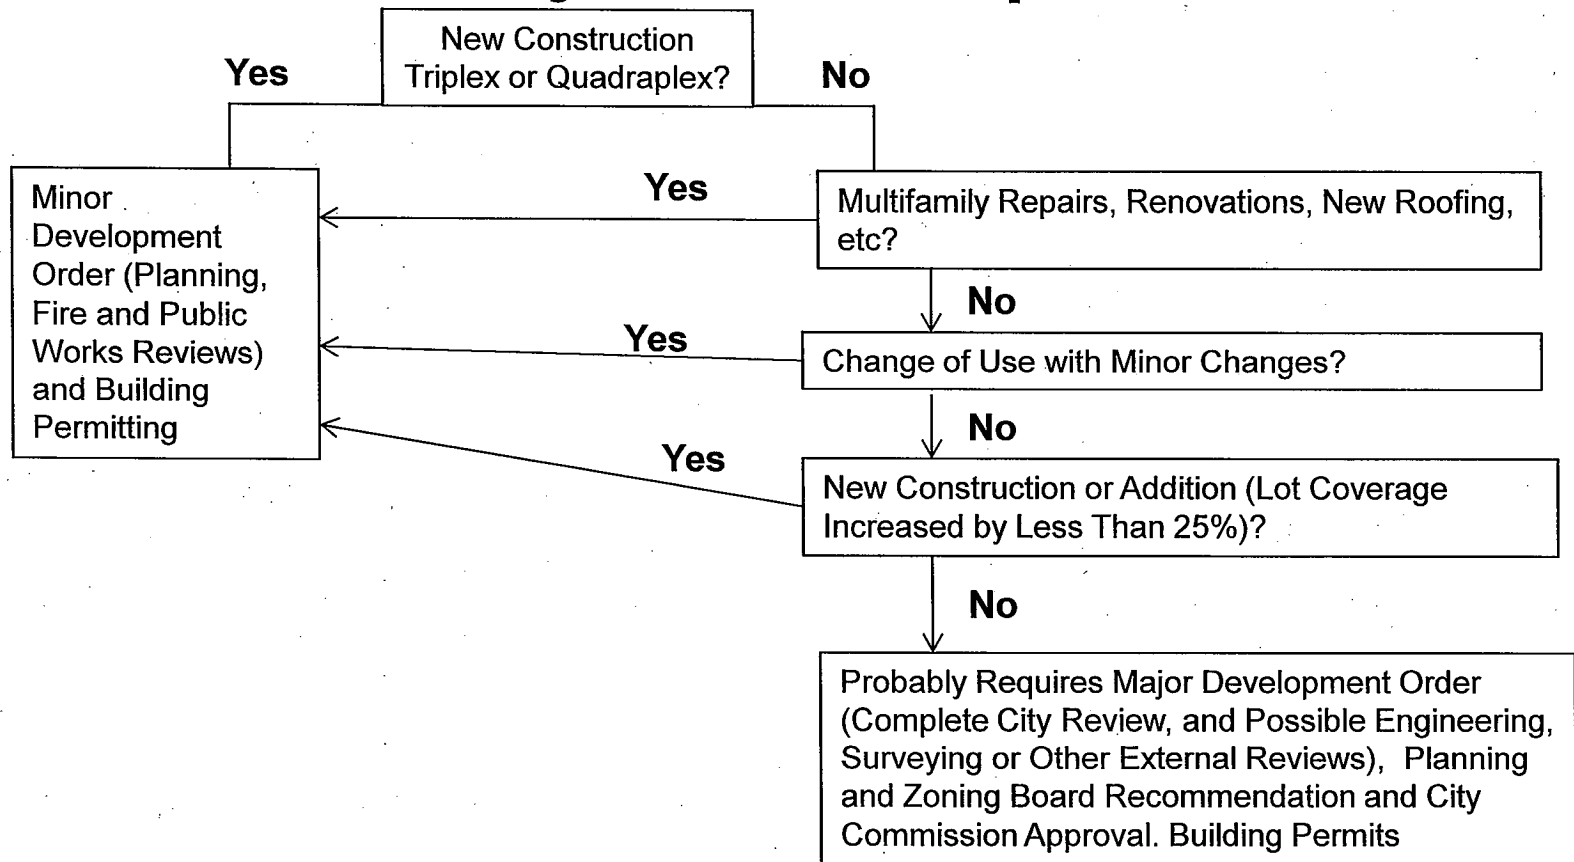 New Construction
Triplex or Quadraplex?
Yes
No
Minor
Development
Order (Planning,
Fire and Public
Works Reviews)
and Building
Permitting
Yes
Multifamily Repairs, Renovations, New Roofing,
etc?
No
Yes
Change of Use with Minor Changes?
No
Yes
New Construction or Addition (Lot Coverage
Increased by Less Than 25%)?
No
Probably Requires Major Development Order
(Complete City Review, and Possible Engineering,
Surveying or Other External Reviews), Planning
and Zoning Board Recommendation and City
Commission Approval. Building Permits